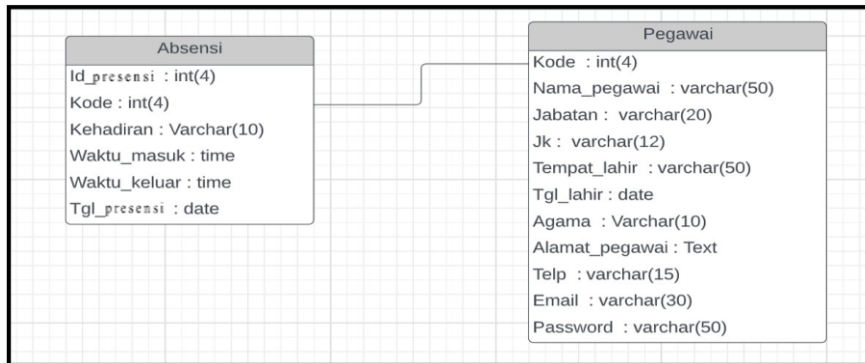 Absensi
Id_presensi : int(4)
Kode : int(4)
Kehadiran : Varchar(10)
Waktu_masuk : time
Waktu_keluar : time
Tgl_presensi : date
Pegawai
Kode : int(4)
Nama_pegawai : varchar(50)
Jabatan : varchar(20)
Jk : varchar(12)
Tempat_lahir : varchar(50)
Tgl_lahir : date
Agama : Varchar(10)
Alamat_pegawai : Text
Telp : varchar(15)
Email : varchar(30)
Password : varchar(50)